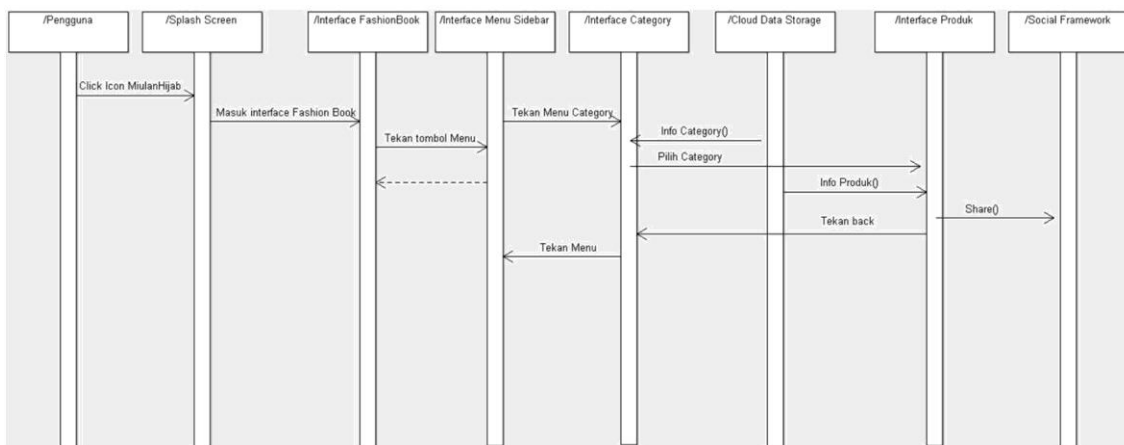 /Pengguna
/Splash Screen
/Interface FashionBook
/Interface Menu Sidebar
/Interface Category
/Cloud Data Storage
/Interface Produk
/Social Framework
Click Icon MiulanHijab
Masuk interface Fashion Book
Tekan Menu Category
Tekan tombol Menu
Info Category()
Pilih Category
Info Produk()
Share()
Tekan back
Tekan Menu